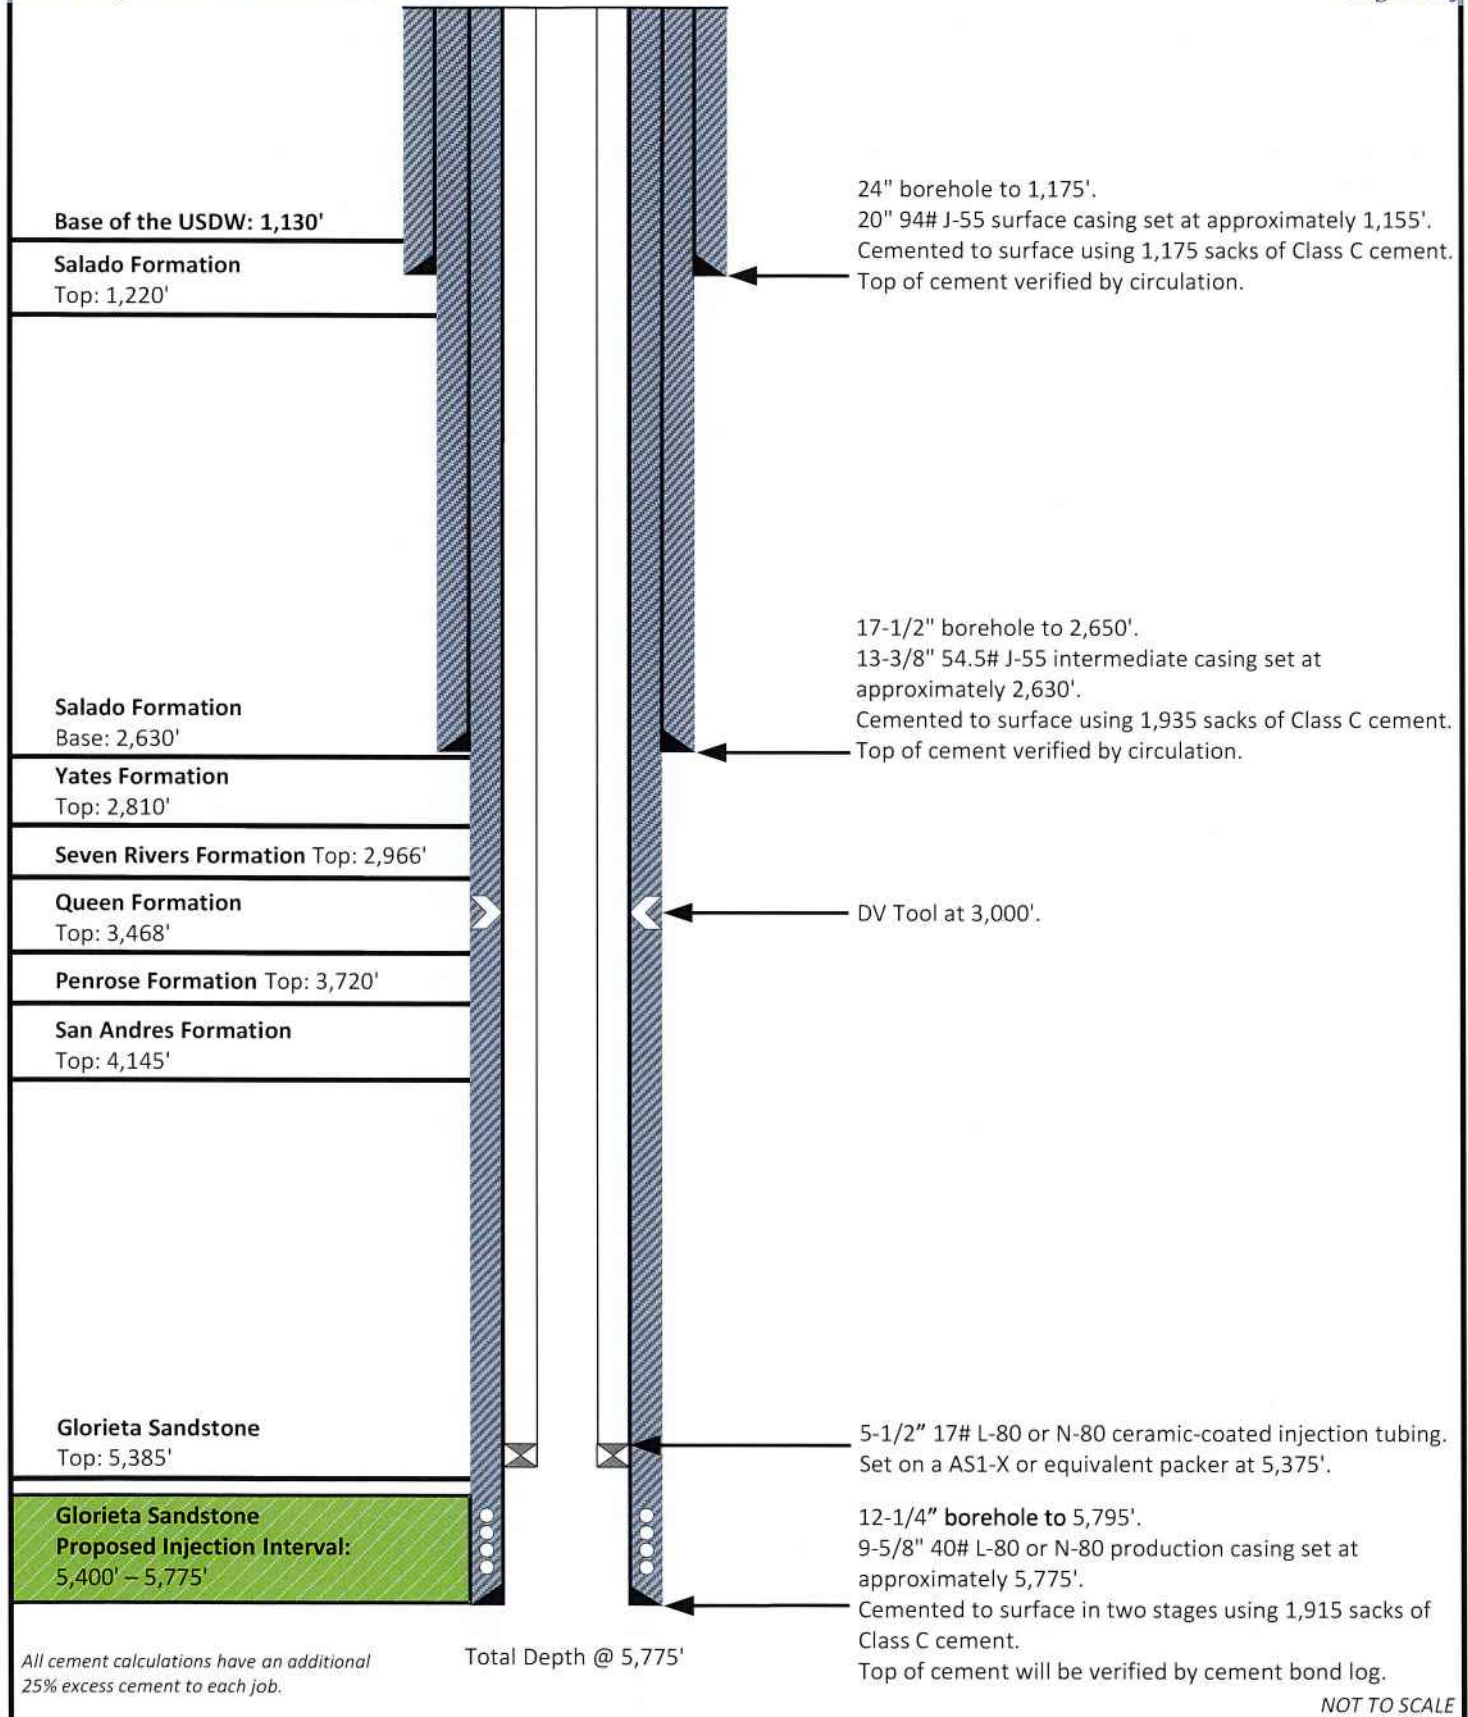 Base of the USDW: 1,130'
Salado Formation
Top: 1,220'
24" borehole to 1,175'.
20" 94# J-55 surface casing set at approximately 1,155'.
Cemented to surface using 1,175 sacks of Class C cement.
Top of cement verified by circulation.
17-1/2" borehole to 2,650'.
13-3/8" 54.5# J-55 intermediate casing set at
approximately 2,630'.
Cemented to surface using 1,935 sacks of Class C cement.
Top of cement verified by circulation.
Salado Formation
Base: 2,630'
Yates Formation
Top: 2,810'
Seven Rivers Formation Top: 2,966'
Queen Formation
Top: 3,468'
DV Tool at 3,000'.
Penrose Formation Top: 3,720'
San Andres Formation
Top: 4,145'
Glorieta Sandstone
Top: 5,385'
5-1/2” 17# L-80 or N-80 ceramic-coated injection tubing.
Set on a AS1-X or equivalent packer at 5,375'.
Glorieta Sandstone
Proposed Injection Interval:
5,400' – 5,775'
12-1/4” borehole to 5,795'.
9-5/8" 40# L-80 or N-80 production casing set at
approximately 5,775'.
Cemented to surface in two stages using 1,915 sacks of
Class C cement.
Top of cement will be verified by cement bond log.
Total Depth @ 5,775'
All cement calculations have an additional
25% excess cement to each job.
NOT TO SCALE